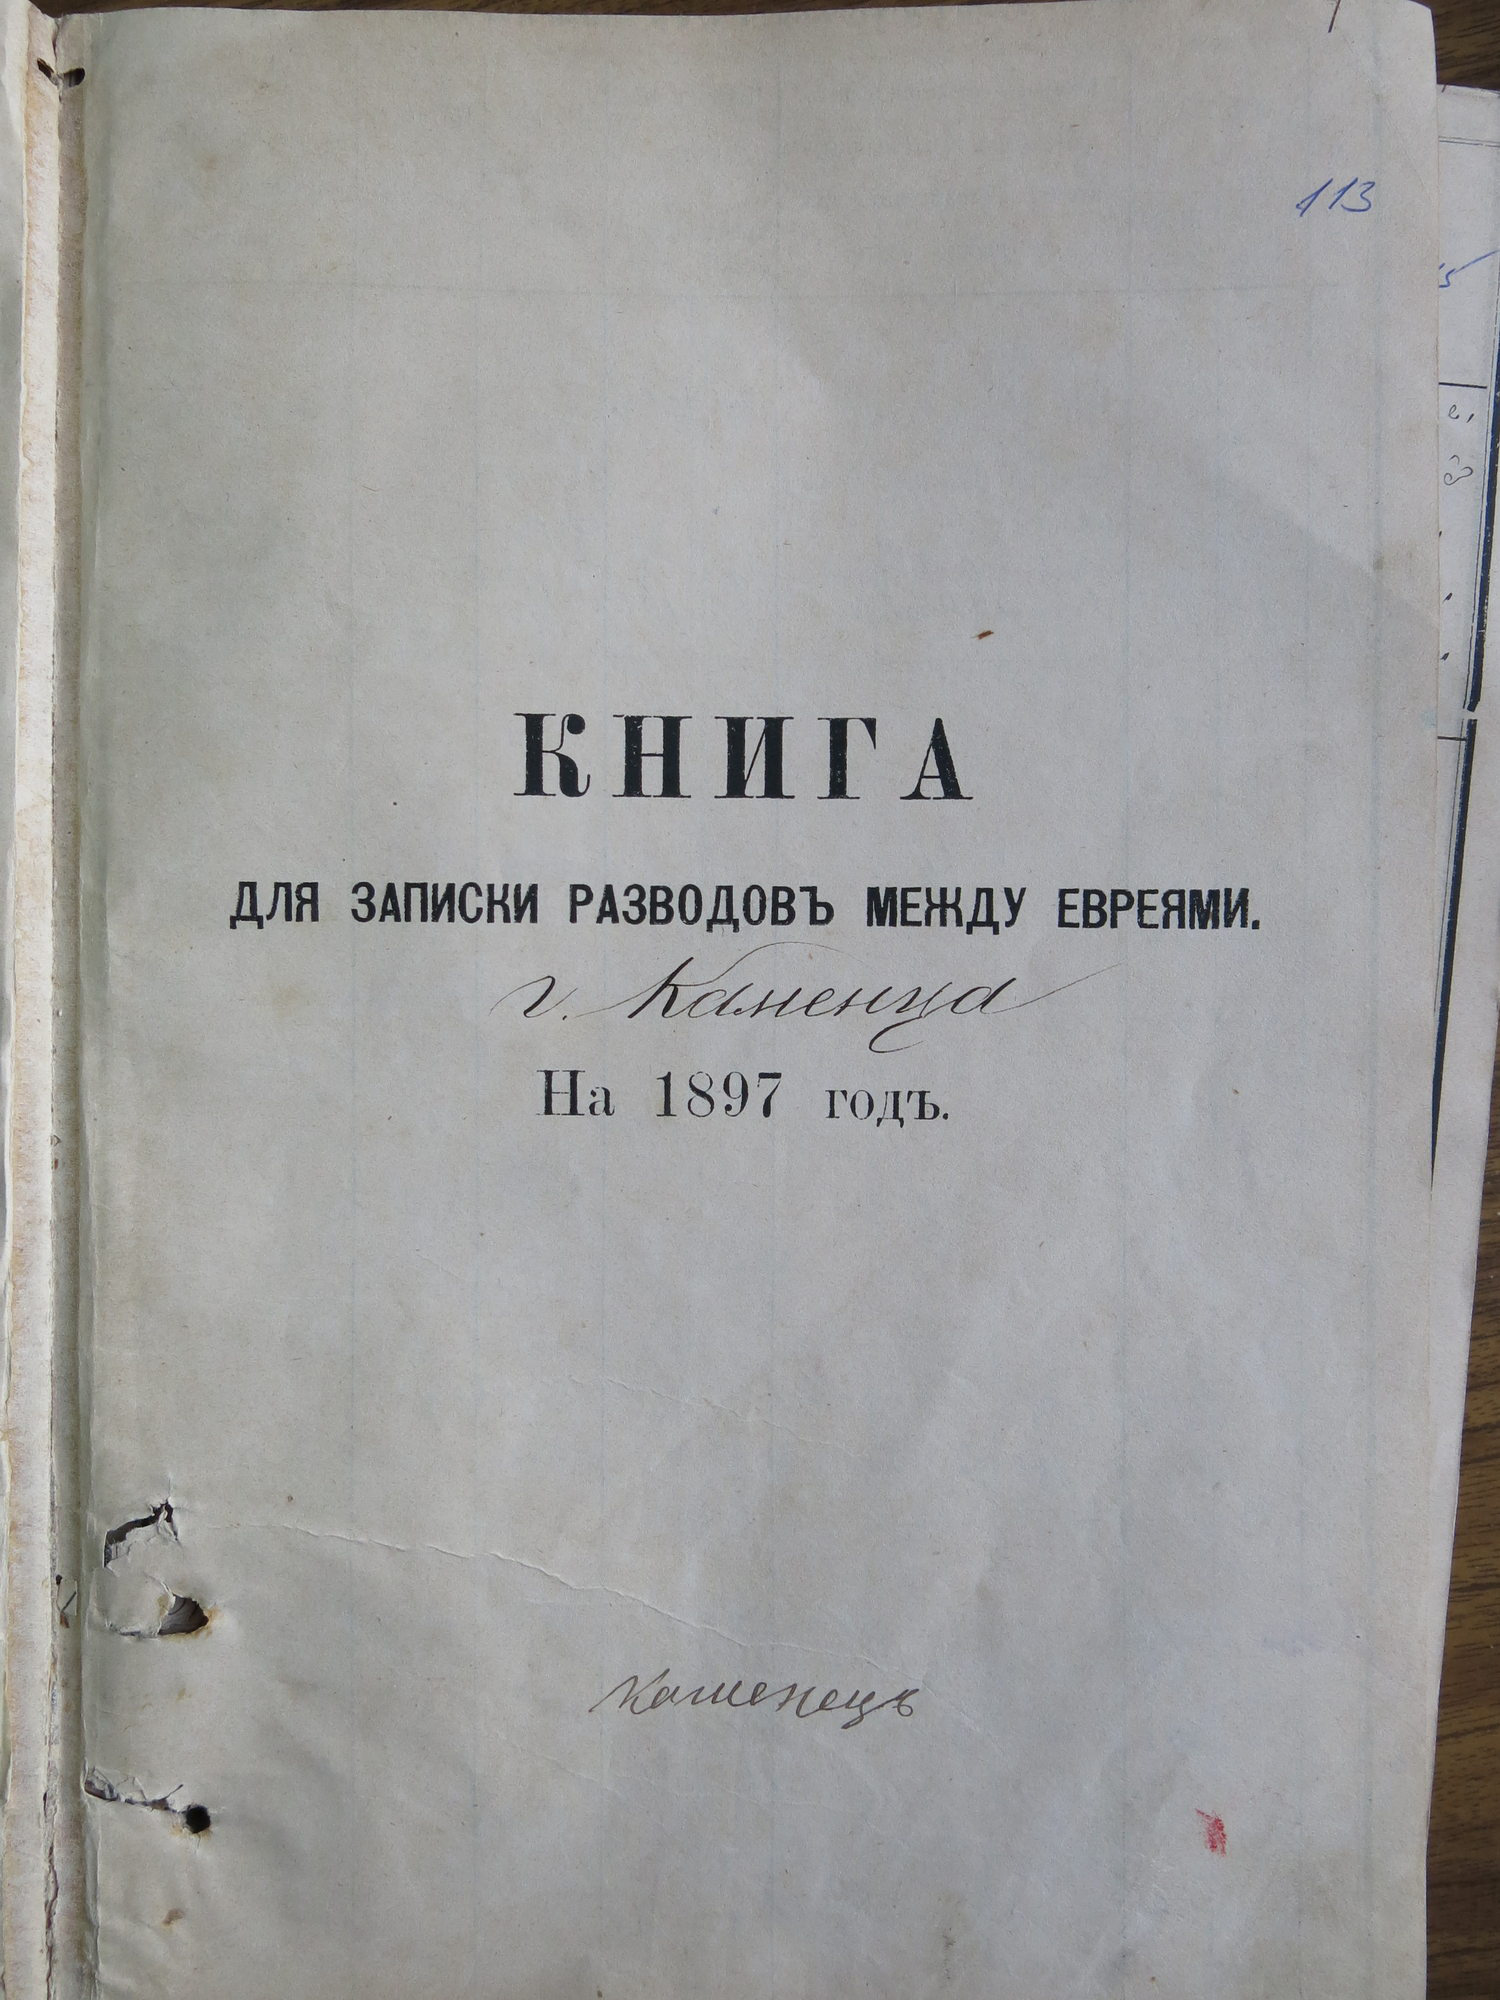 113
КНИГА
ДЛЯ ЗАПИСКИ РАЗВОДОВЪ МЕЖДУ ЕВРЕЯМИ.
г. Каменца
На 1897 годъ.
Каменецъ